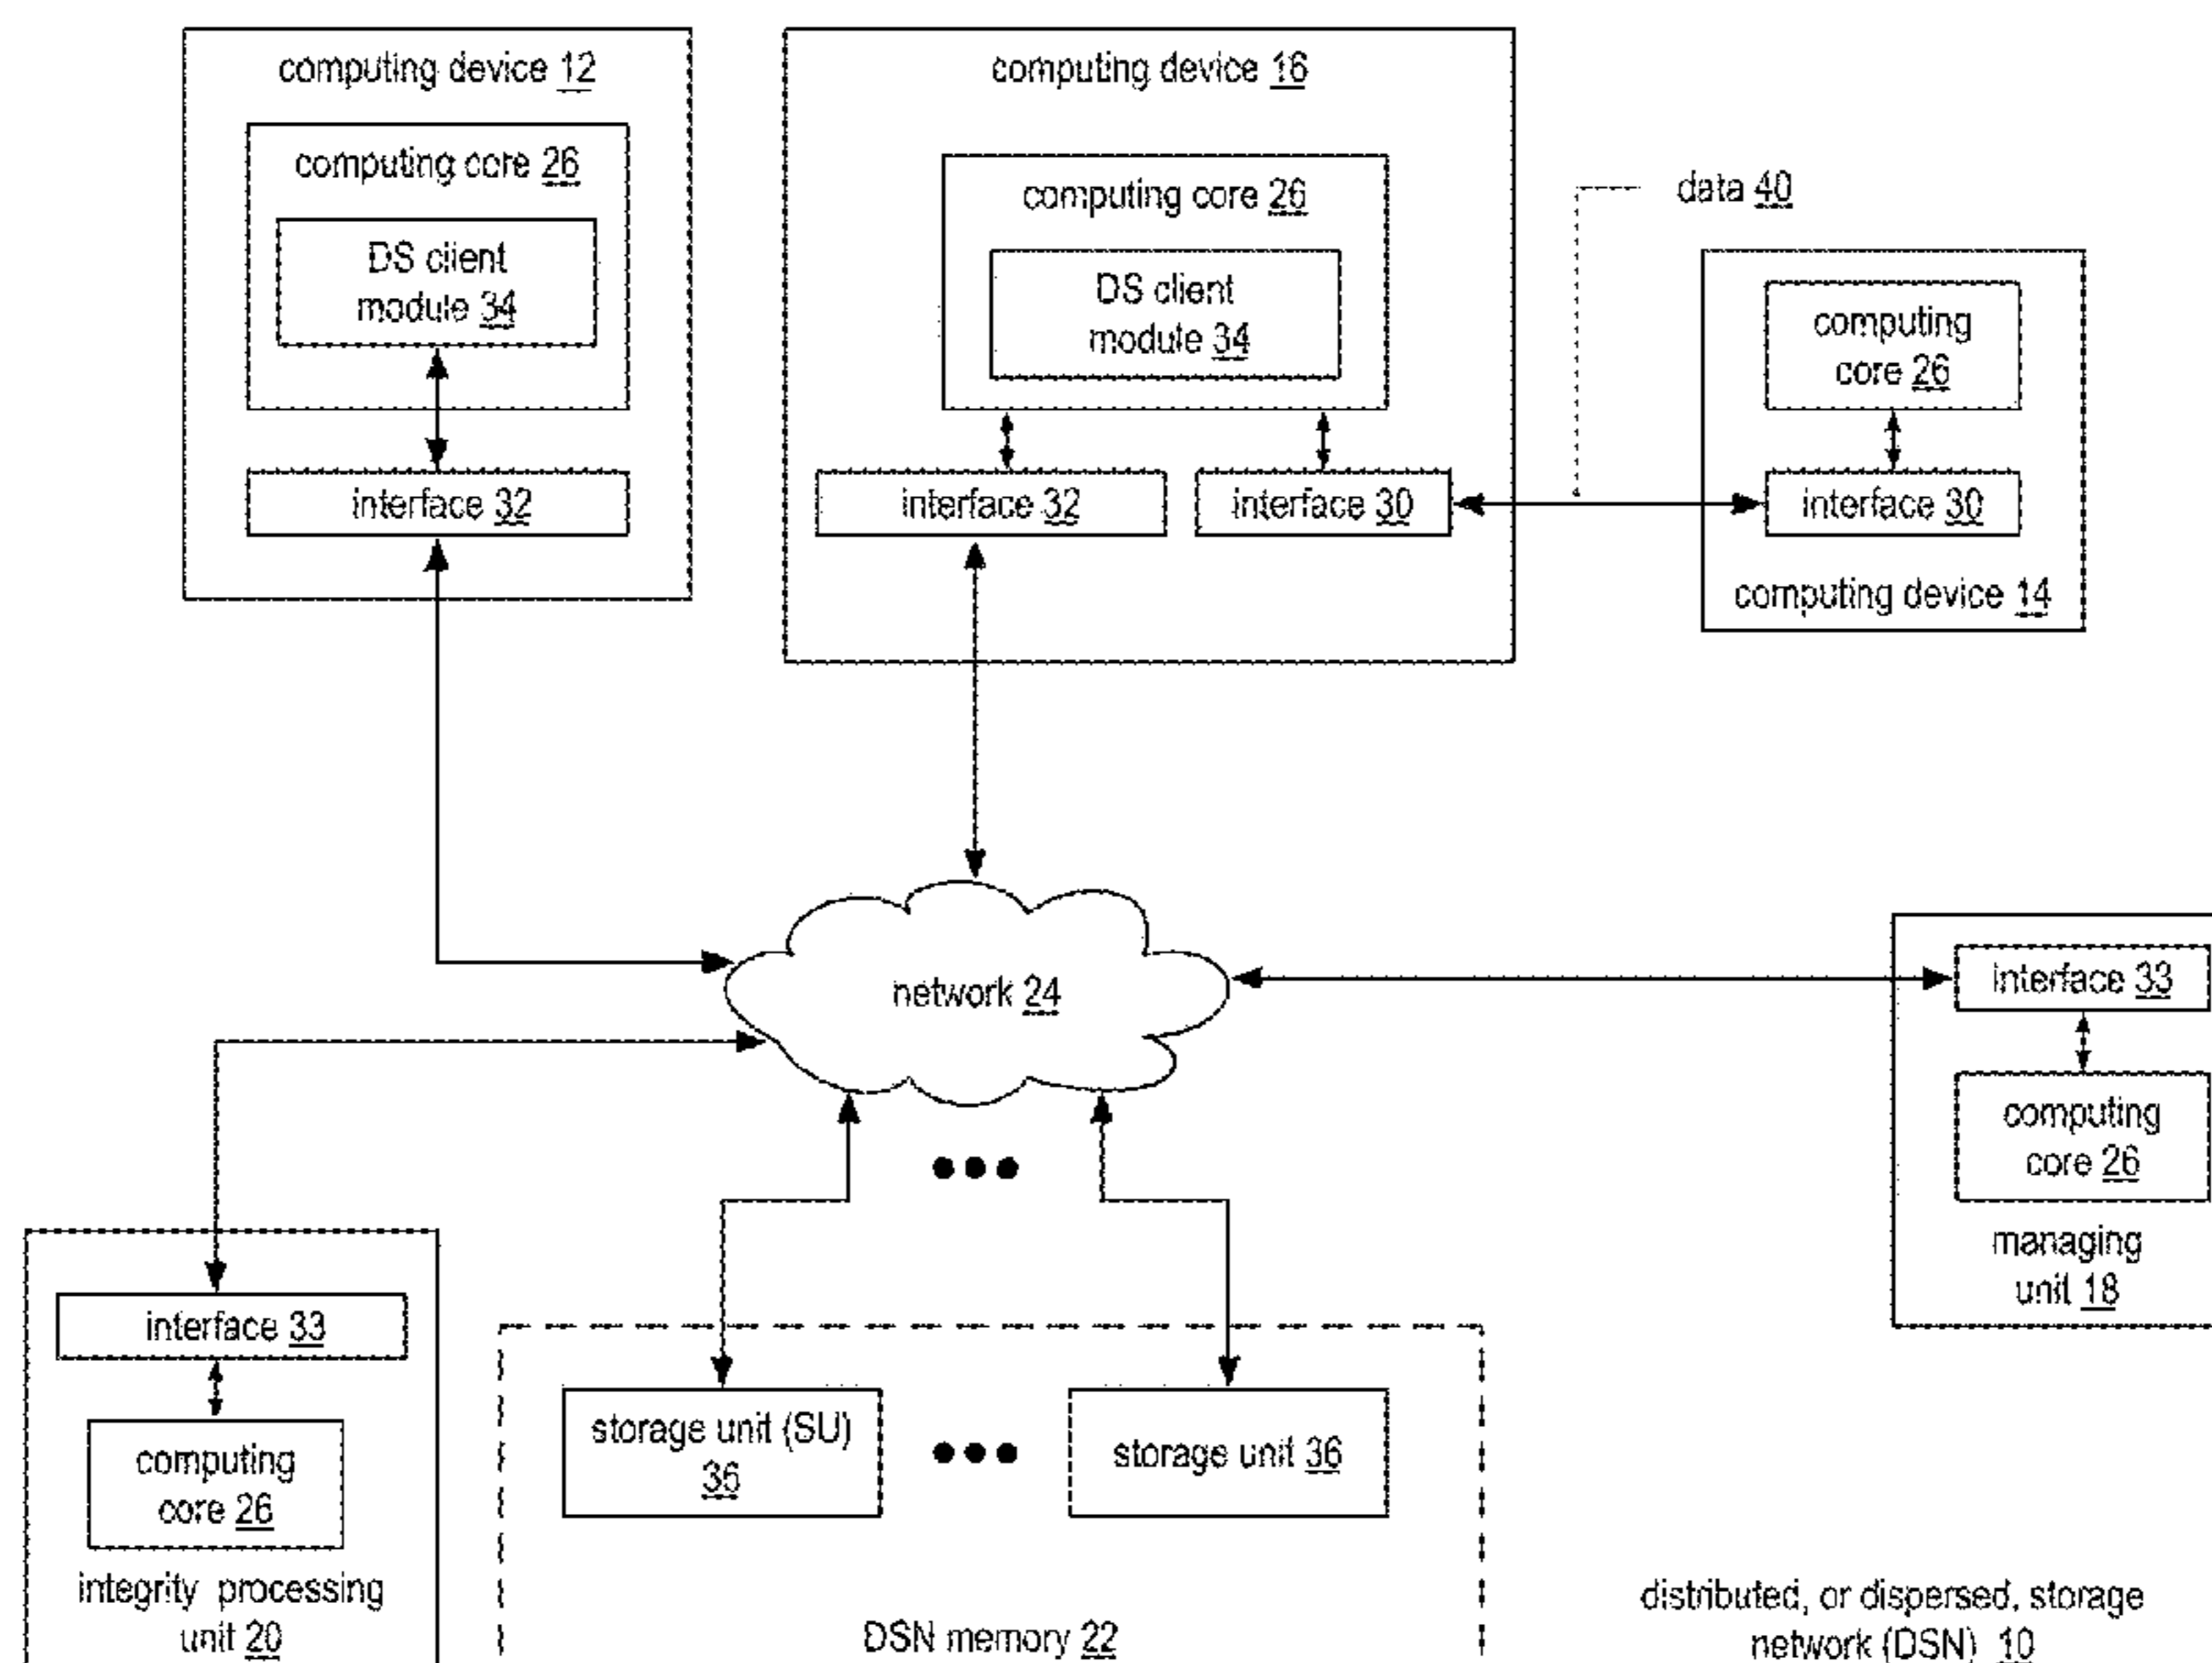 computing device 12
computing core 26
DS client
module 34
interface 32
computing device 16
computing core 26
DS client
module 34
interface 32
interface 30
data 40
computing
core 26
interface 30
computing device 14
network 24
interface 33
computing
core 26
managing
unit 18
interface 33
computing
core 26
integrity processing
unit 20
storage unit (SU)
36
storage unit 36
DSN memory 22
distributed, or dispersed, storage
network (DSN) 10